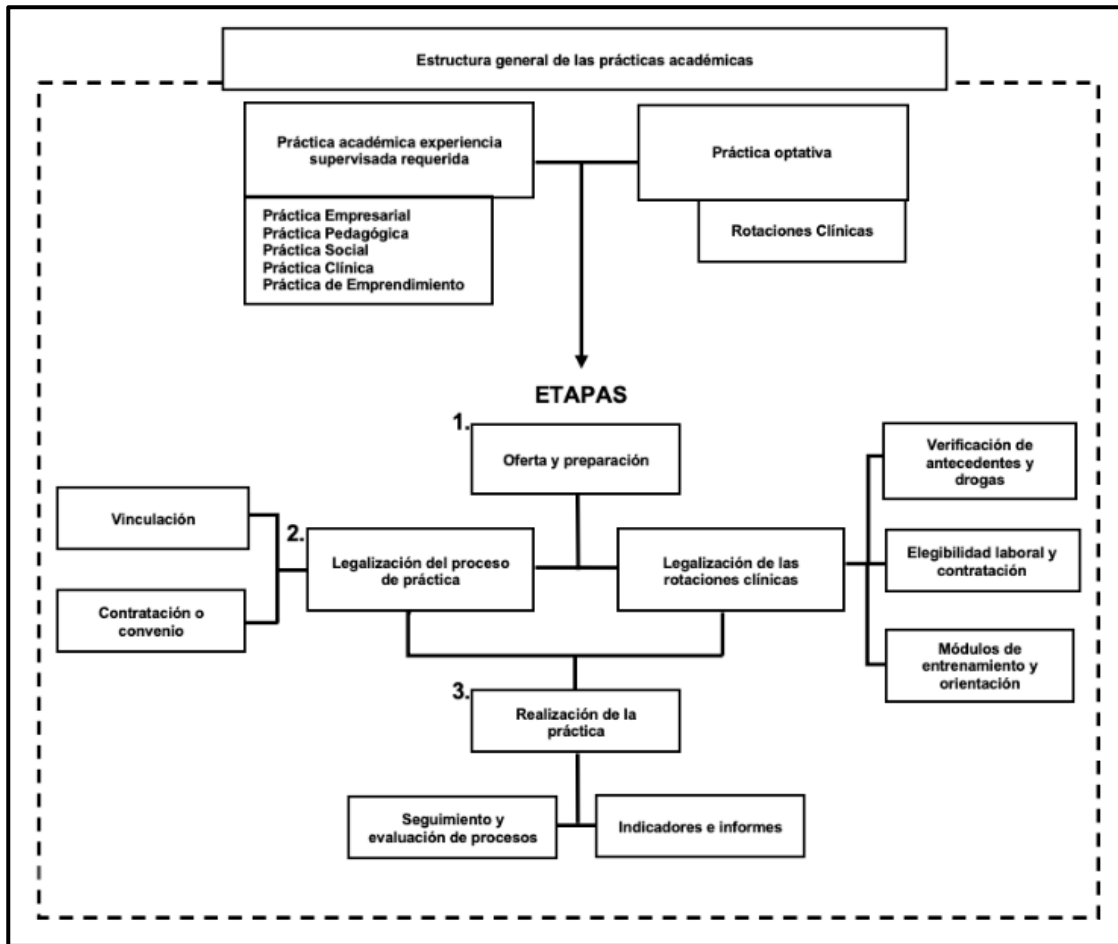 Estructura general de las prácticas académicas
Práctica académica experiencia
supervisada requerida
Práctica Empresarial
Práctica Pedagógica
Práctica Social
Práctica Clínica
Práctica de Emprendimiento
Práctica optativa
Rotaciones Clínicas
ETAPAS
1.
Oferta y preparación
Vinculación
Contratación o
convenio
2.
Legalización del proceso
de práctica
Legalización de las
rotaciones clínicas
Verificación de
antecedentes y
drogas
Elegibilidad laboral y
contratación
Módulos de
entrenamiento y
orientación
3.
Realización de la
práctica
Seguimiento y
evaluación de procesos
Indicadores e informes